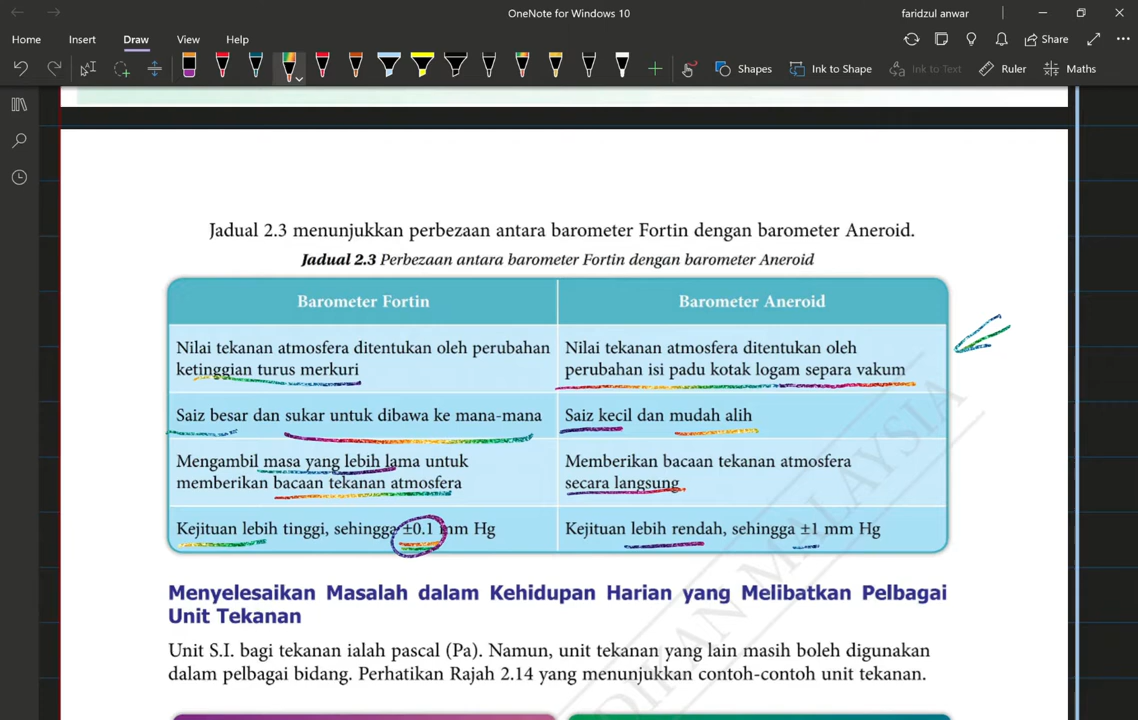 OneNote for Windows 10
faridzul anwar
Home
Insert
Draw
View
Help
Share
Shapes
Ink to Shape
Ink to Text
Ruler
Maths
Jadual 2.3 menunjukkan perbezaan antara barometer Fortin dengan barometer Aneroid.
Jadual 2.3 Perbezaan antara barometer Fortin dengan barometer Aneroid
Barometer Fortin
Barometer Aneroid
Nilai tekanan atmosfera ditentukan oleh perubahan
ketinggian turus merkuri
Nilai tekanan atmosfera ditentukan oleh
perubahan isi padu kotak logam separa vakum
Saiz besar dan sukar untuk dibawa ke mana-mana
Saiz kecil dan mudah alih
Mengambil masa yang lebih lama untuk
memberikan bacaan tekanan atmosfera
Memberikan bacaan tekanan atmosfera
secara langsung
Kejituan lebih tinggi, sehingga ±0.1 mm Hg
Kejituan lebih rendah, sehingga ±1 mm Hg
Menyelesaikan Masalah dalam Kehidupan Harian yang Melibatkan Pelbagai
Unit Tekanan
Unit S.I. bagi tekanan ialah pascal (Pa). Namun, unit tekanan yang lain masih boleh digunakan
dalam pelbagai bidang. Perhatikan Rajah 2.14 yang menunjukkan contoh-contoh unit tekanan.
MALAYSIA